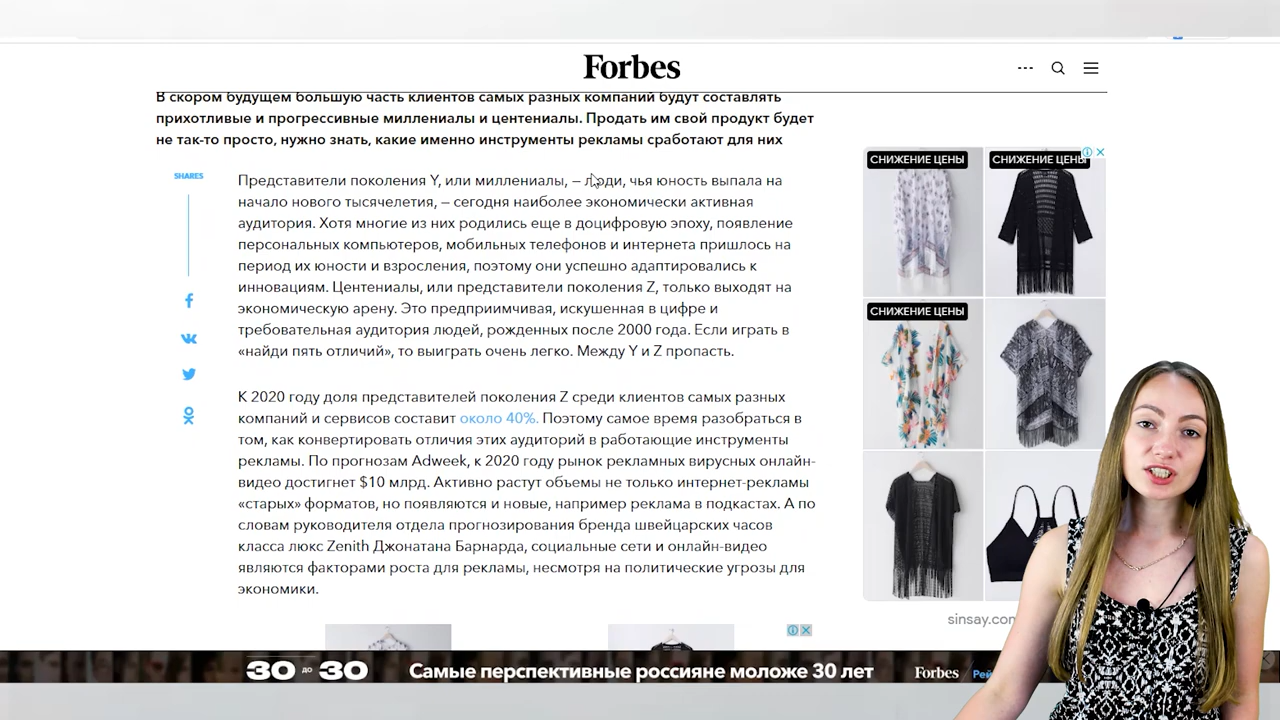 Forbes
В скором будущем большую часть клиентов самых разных компаний будут составлять
прихотливые и прогрессивные миллениалы и центениалы. Продать им свой продукт будет
не так-то просто, нужно знать, какие именно инструменты рекламы сработают для них
SHARES
Представители поколения Y, или миллениалы, – люди, чья юность выпала на
начало нового тысячелетия, – сегодня наиболее экономически активная
аудитория. Хотя многие из них родились еще в доцифровую эпоху, появление
персональных компьютеров, мобильных телефонов и интернета пришлось на
период их юности и взросления, поэтому они успешно адаптировались к
инновациям. Центениалы, или представители поколения Z, только выходят на
экономическую арену. Это предприимчивая, искушенная в цифре и
требовательная аудитория людей, рожденных после 2000 года. Если играть в
«найди пять отличий», то выиграть очень легко. Между Y и Z пропасть.
К 2020 году доля представителей поколения Z среди клиентов самых разных
компаний и сервисов составит около 40%. Поэтому самое время разобраться в
том, как конвертировать отличия этих аудиторий в работающие инструменты
рекламы. По прогнозам Adweek, к 2020 году рынок рекламных вирусных онлайн-
видео достигнет $10 млрд. Активно растут объемы не только интернет-рекламы
«старых» форматов, но появляются и новые, например реклама в подкастах. А по
словам руководителя отдела прогнозирования бренда швейцарских часов
класса люкс Zenith Джонатана Барнарда, социальные сети и онлайн-видео
являются факторами роста для рекламы, несмотря на политические угрозы для
экономики.
СНИЖЕНИЕ ЦЕНЫ
СНИЖЕНИЕ ЦЕНЫ
СНИЖЕНИЕ ЦЕНЫ
sinsay.com
30 до 30
Самые перспективные россияне моложе 30 лет
Forbes
Рей